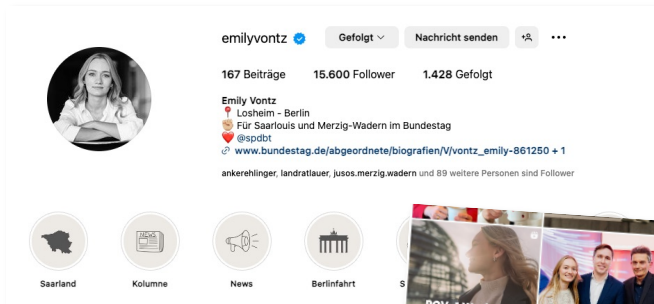 emilyvontz
Gefolgt
Nachricht senden
167 Beiträge 15.600 Follower 1.428 Gefolgt
Emily Vontz
Losheim - Berlin
Für Saarlouis und Merzig-Wadern im Bundestag
@spdbt
www.bundestag.de/abgeordnete/biografien/V/vontz_emily-861250 + 1
ankerehlinger, landratlauer, jusos.merzig.wadern und 89 weitere Personen sind Follower
NEWS
Saarland Kolumne News Berlinfahrt